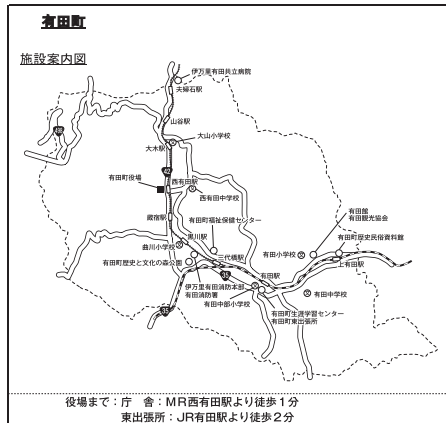 有田町
施設案内図
伊万里有田共立病院
夫婦石駅
山谷駅
大山小学校
大木駅
有田町役場
西有田駅
西有田中学校
蔵宿駅
有田町福祉保健センター
黒川駅
曲川小学校
三代橋駅
有田館
有田観光協会
有田町歴史民俗資料館
有田小学校
上有田駅
有田町歴史と文化の森公園
有田駅
35
伊万里有田消防本部
有田消防署
有田中部小学校
有田中学校
有田町生涯学習センター
有田町東出張所
35
役場まで：庁　舎：MR西有田駅より徒歩1分
東出張所：JR有田駅より徒歩2分